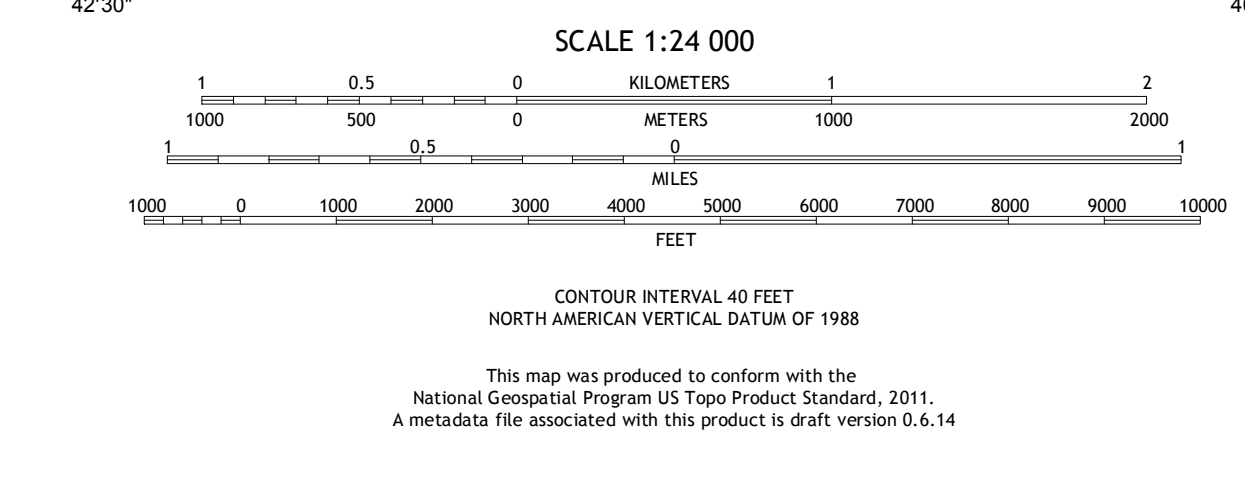 42'30"
SCALE 1:24 000
1 0.5 0 KILOMETERS 1 2
1000 500 0 METERS 1000 2000
1 0.5 0 1
MILES
1000 0 1000 2000 3000 4000 5000 6000 7000 8000 9000 10000
FEET
CONTOUR INTERVAL 40 FEET
NORTH AMERICAN VERTICAL DATUM OF 1988
This map was produced to conform with the
National Geospatial Program US Topo Product Standard, 2011.
A metadata file associated with this product is draft version 0.6.14